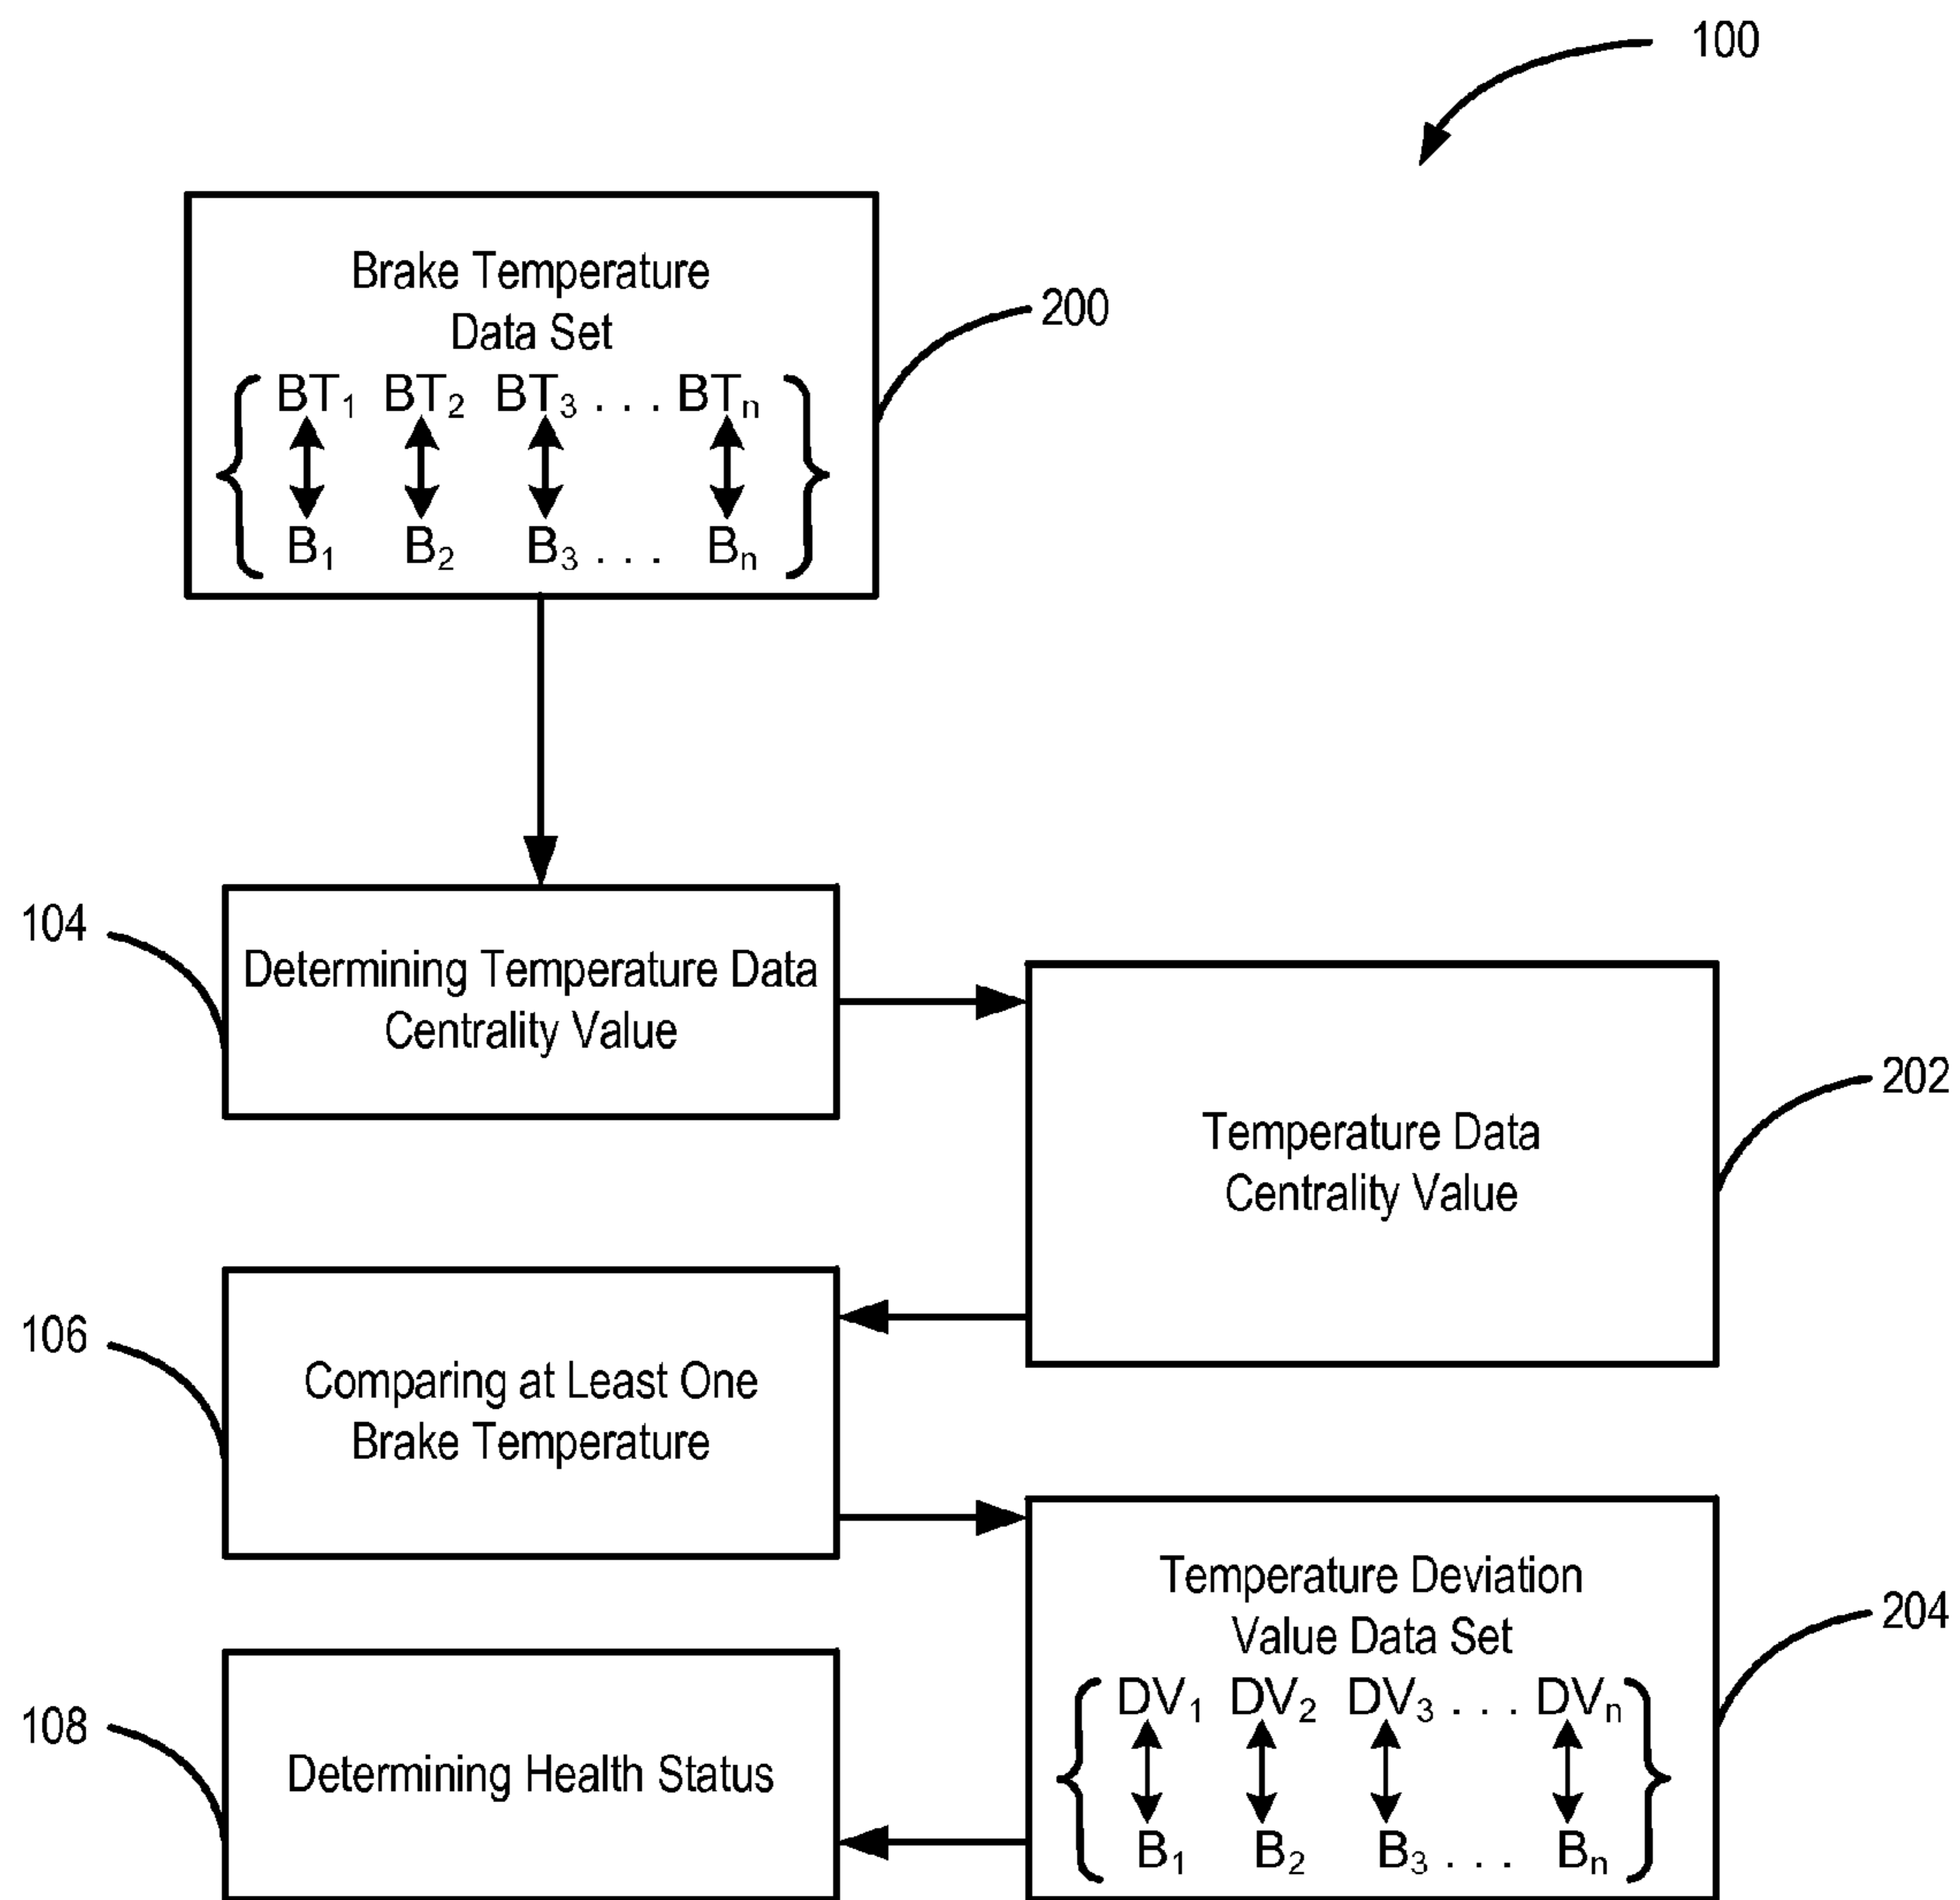 100
Brake Temperature
Data Set
BT₁ BT₂ BT₃ . . . BTₙ
B₁ B₂ B₃ . . . Bₙ
200
104
Determining Temperature Data
Centrality Value
Temperature Data
Centrality Value
202
106
Comparing at Least One
Brake Temperature
Temperature Deviation
Value Data Set
DV₁ DV₂ DV₃ . . . DVₙ
B₁ B₂ B₃ . . . Bₙ
204
108
Determining Health Status